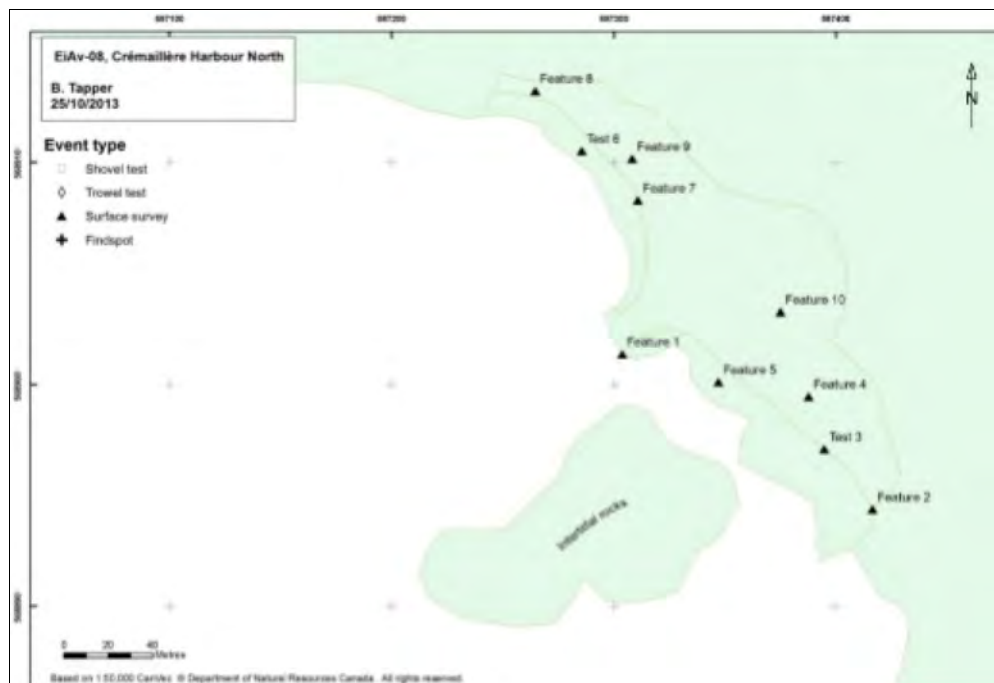 EiAv-08, Crémaillère Harbour North
B. Tapper
25/10/2013
Event type
Shovel test
Trowel test
Surface survey
Findspot
N
Feature 8
Test 6
Feature 9
Feature 7
Feature 10
Feature 1
Feature 5
Feature 4
Test 3
Feature 2
Intertidal rocks
0 20 40
Metres
Based on 1:50,000 CanVec © Department of Natural Resources Canada. All rights reserved.